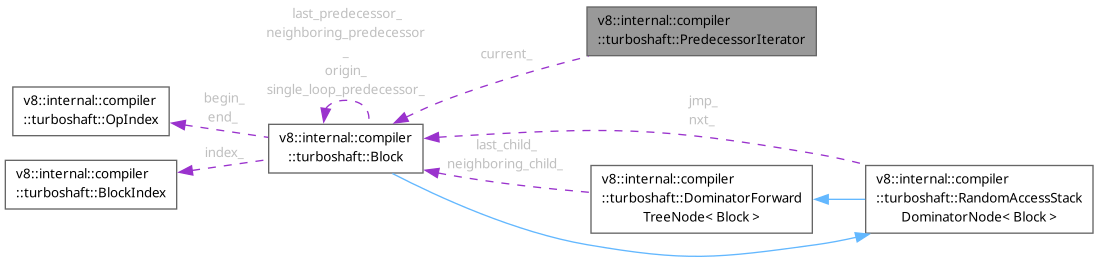 last_predecessor_
neighboring_predecessor
_
origin_
single_loop_predecessor_
v8::internal::compiler
::turboshaft::PredecessorIterator
current_
v8::internal::compiler
::turboshaft::OpIndex
begin_
end_
jmp_
nxt_
v8::internal::compiler
::turboshaft::Block
last_child_
neighboring_child_
index_
v8::internal::compiler
::turboshaft::BlockIndex
v8::internal::compiler
::turboshaft::DominatorForward
TreeNode< Block >
v8::internal::compiler
::turboshaft::RandomAccessStack
DominatorNode< Block >